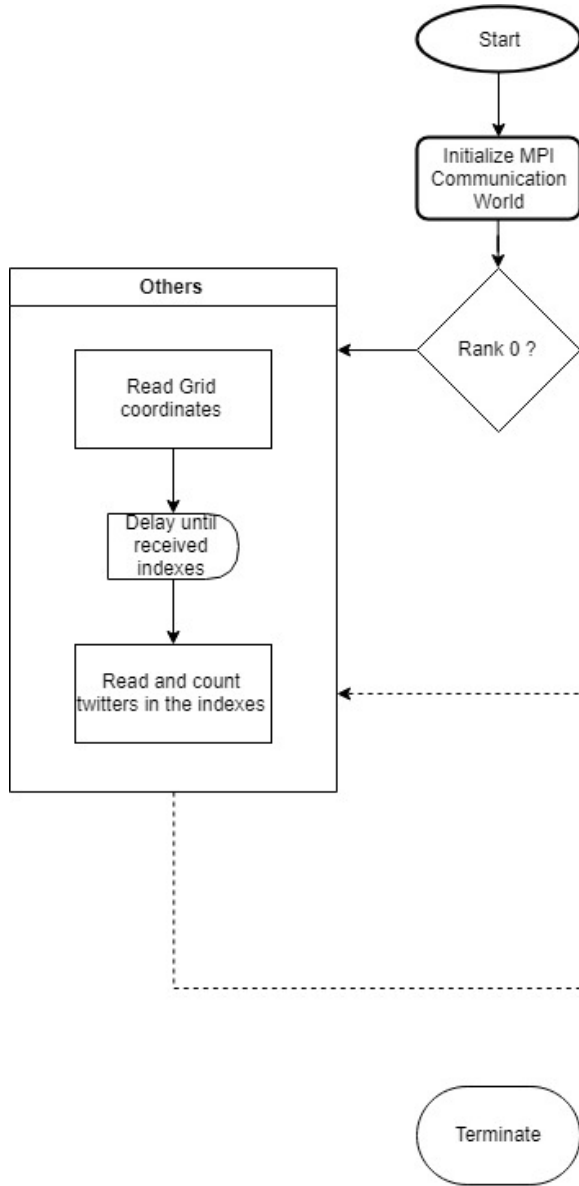 Start
Initialize MPI
Communication
World
Rank 0 ?
Others
Read Grid
coordinates
Delay until
received
indexes
Read and count
twitters in the indexes
Terminate